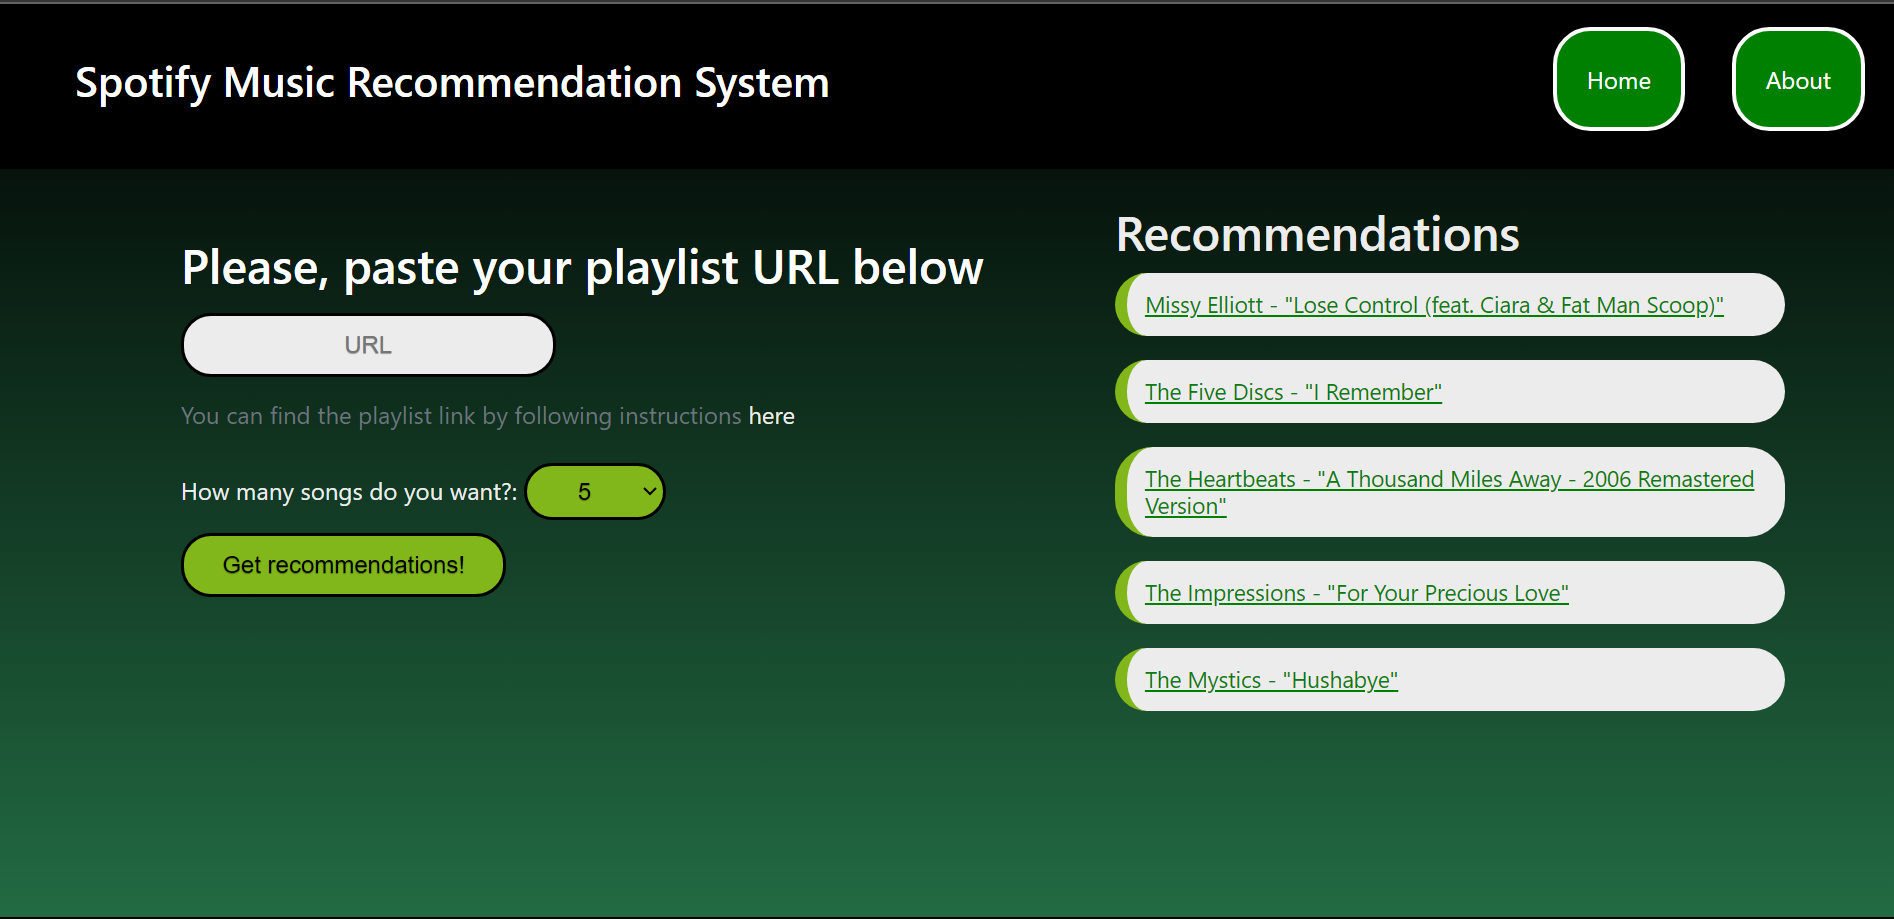 Spotify Music Recommendation System
Home
About
Please, paste your playlist URL below
URL
You can find the playlist link by following instructions here
How many songs do you want?: 5
Get recommendations!
Recommendations
Missy Elliott - "Lose Control (feat. Ciara & Fat Man Scoop)"
The Five Discs - "I Remember"
The Heartbeats - "A Thousand Miles Away - 2006 Remastered
Version"
The Impressions - "For Your Precious Love"
The Mystics - "Hushabye"